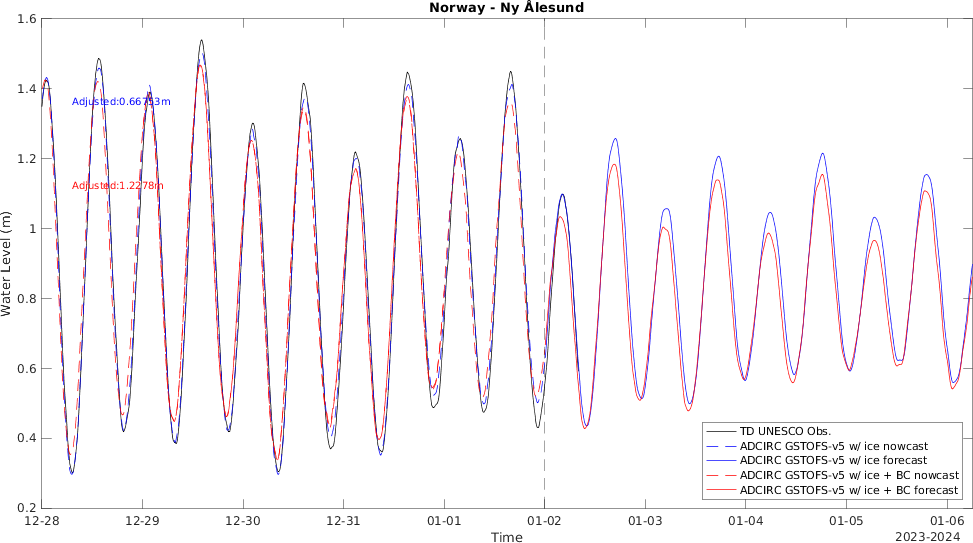 Norway - Ny Ålesund
1.6
1.4
1.2
1
0.8
0.6
0.4
0.2
Water Level (m)
Adjusted:0.66753m
Adjusted:1.2278m
TD UNESCO Obs.
ADCIRC GSTOFS-v5 w/ ice nowcast
ADCIRC GSTOFS-v5 w/ ice forecast
ADCIRC GSTOFS-v5 w/ ice + BC nowcast
ADCIRC GSTOFS-v5 w/ ice + BC forecast
12-28 12-29 12-30 12-31 01-01 01-02 01-03 01-04 01-05 01-06
Time
2023-2024